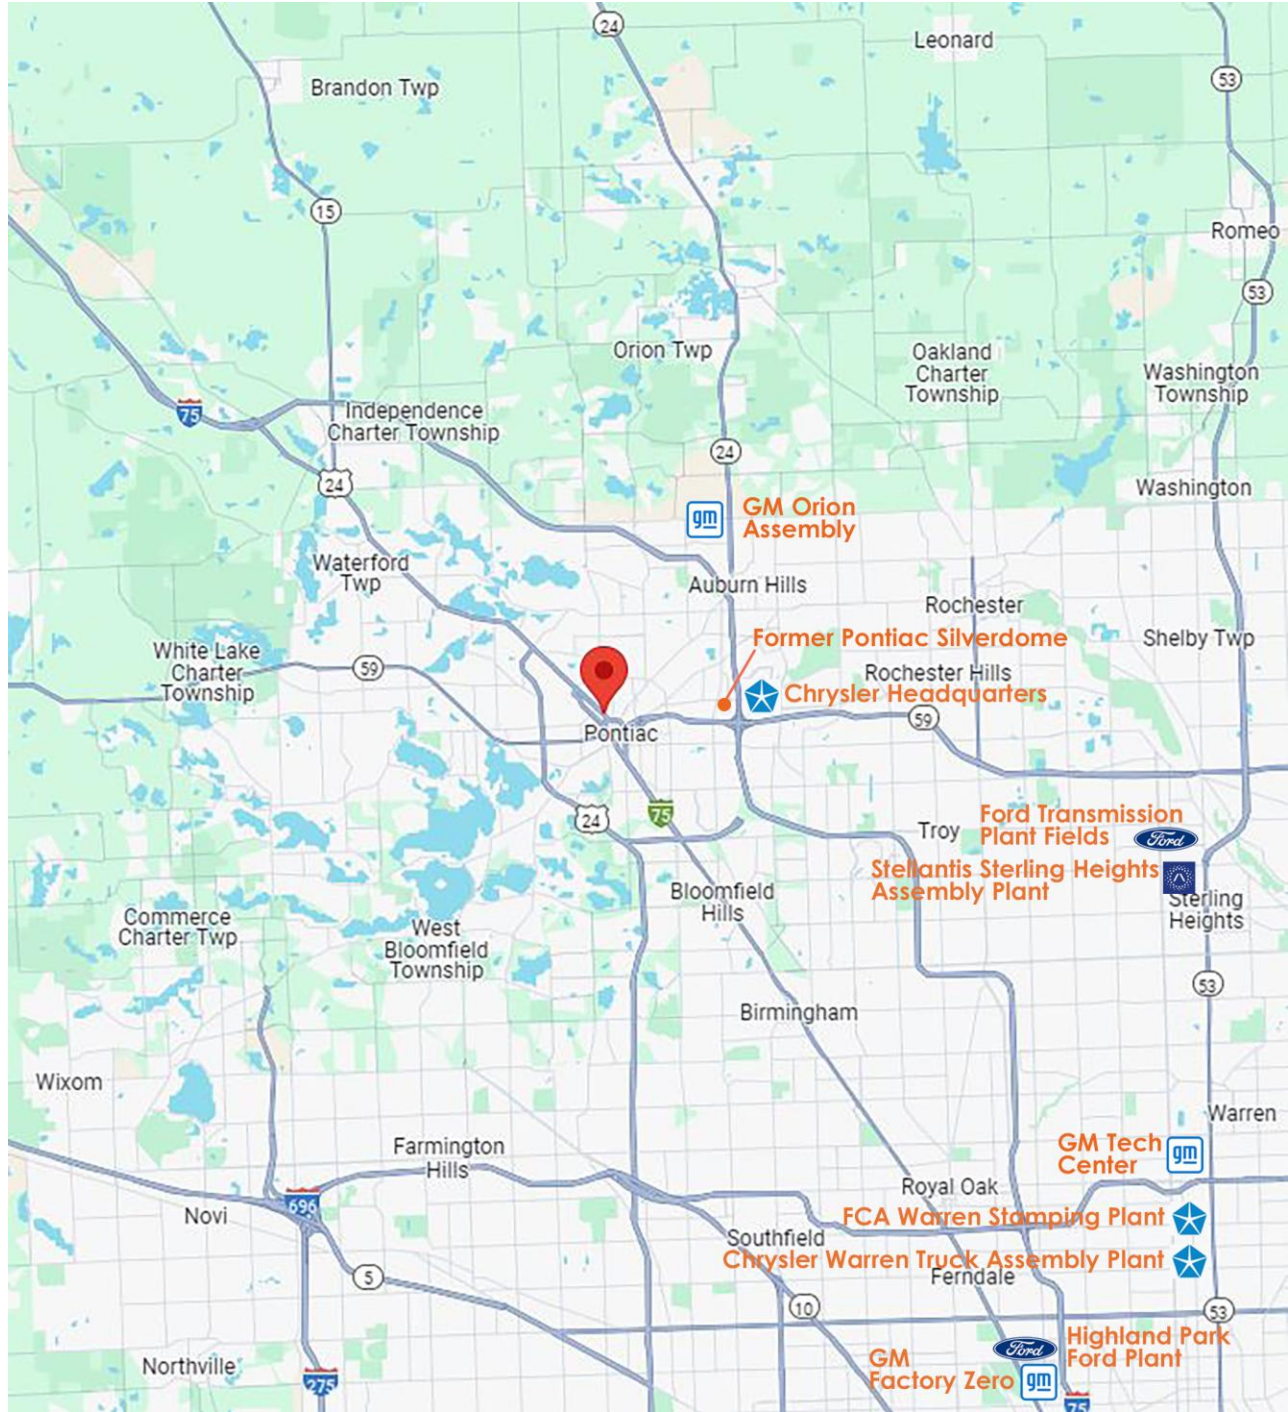 24
Leonard
53
Brandon Twp
15
Romeo
53
Orion Twp
Oakland
Charter
Township
Washington
Township
75
Independence
Charter Township
24
24
Washington
gm
GM Orion
Assembly
Waterford
Twp
Auburn Hills
Rochester
Former Pontiac Silverdome
Shelby Twp
White Lake
Charter
Township
59
Rochester Hills
Chrysler Headquarters
59
Pontiac
75
24
Troy
Ford Transmission
Plant Fields
Ford
Stellantis Sterling Heights
Assembly Plant
Bloomfield
Hills
Sterling
Heights
Commerce
Charter Twp
West
Bloomfield
Township
53
Birmingham
Wixom
Warren
Farmington
Hills
GM Tech
Center
gm
Royal Oak
696
Novi
FCA Warren Stamping Plant
Southfield
Chrysler Warren Truck Assembly Plant
Ferndale
5
10
53
Northville
275
Ford
Highland Park
Ford Plant
GM
Factory Zero
gm
75